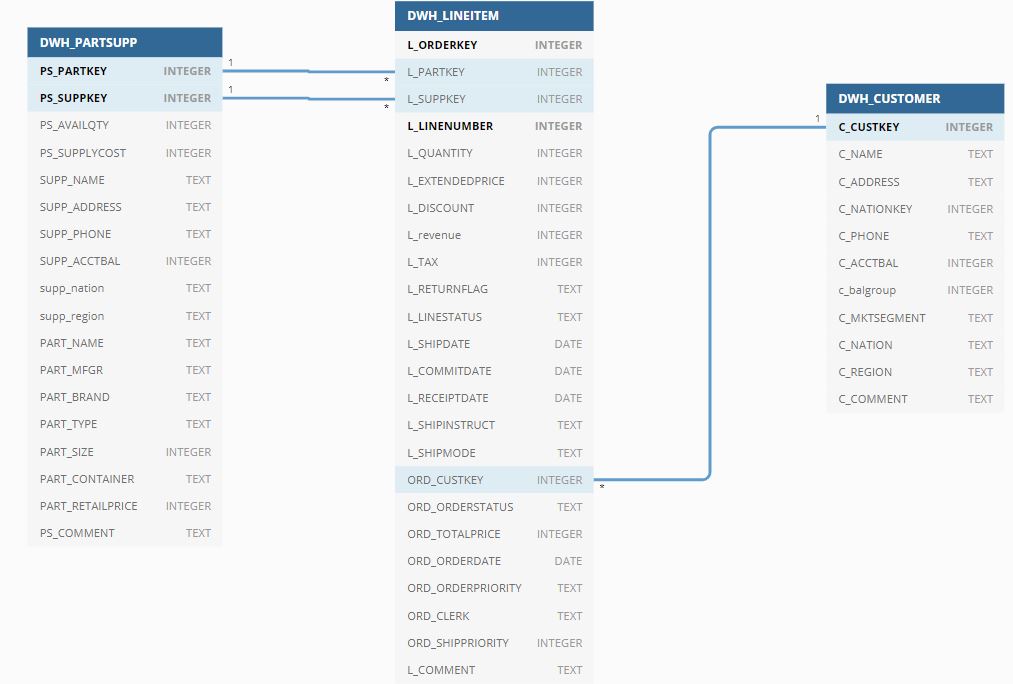 DWH_PARTSUPP
PS_PARTKEY INTEGER
PS_SUPPKEY INTEGER
PS_AVAILQTY INTEGER
PS_SUPPLYCOST INTEGER
SUPP_NAME TEXT
SUPP_ADDRESS TEXT
SUPP_PHONE TEXT
SUPP_ACCTBAL INTEGER
supp_nation TEXT
supp_region TEXT
PART_NAME TEXT
PART_MFGR TEXT
PART_BRAND TEXT
PART_TYPE TEXT
PART_SIZE INTEGER
PART_CONTAINER TEXT
PART_RETAILPRICE INTEGER
PS_COMMENT TEXT
1
*
1
*
DWH_LINEITEM
L_ORDERKEY INTEGER
L_PARTKEY INTEGER
L_SUPPKEY INTEGER
L_LINENUMBER INTEGER
L_QUANTITY INTEGER
L_EXTENDEDPRICE INTEGER
L_DISCOUNT INTEGER
L_revenue INTEGER
L_TAX INTEGER
L_RETURNFLAG TEXT
L_LINESTATUS TEXT
L_SHIPDATE DATE
L_COMMITDATE DATE
L_RECEIPTDATE DATE
L_SHIPINSTRUCT TEXT
L_SHIPMODE TEXT
ORD_CUSTKEY INTEGER
ORD_ORDERSTATUS TEXT
ORD_TOTALPRICE INTEGER
ORD_ORDERDATE DATE
ORD_ORDERPRIORITY TEXT
ORD_CLERK TEXT
ORD_SHIPPRIORITY INTEGER
L_COMMENT TEXT
*
1
DWH_CUSTOMER
C_CUSTKEY INTEGER
C_NAME TEXT
C_ADDRESS TEXT
C_NATIONKEY INTEGER
C_PHONE TEXT
C_ACCTBAL INTEGER
c_balgroup INTEGER
C_MKTSEGMENT TEXT
C_NATION TEXT
C_REGION TEXT
C_COMMENT TEXT